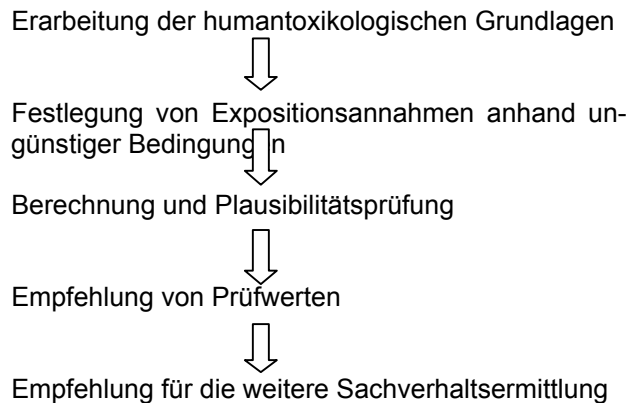 Erarbeitung der humantoxikologischen Grundlagen
Festlegung von Expositionsannahmen anhand un-
günstiger Bedingungen
Berechnung und Plausibilitätsprüfung
Empfehlung von Prüfwerten
Empfehlung für die weitere Sachverhaltsermittlung